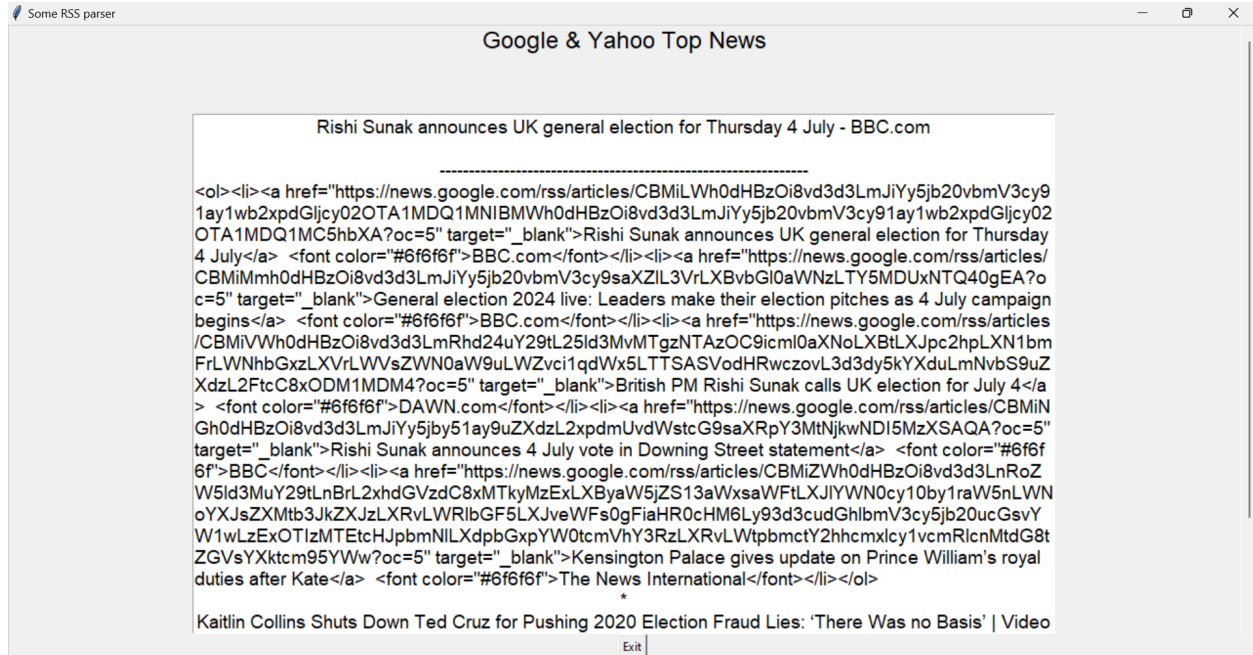 Some RSS parser
Google & Yahoo Top News
Rishi Sunak announces UK general election for Thursday 4 July - BBC.com
---------------------------------------------------------------
<ol><li><a href="https://news.google.com/rss/articles/CBMiLWh0dHBzOi8vd3d3LmJiYy5jb20vbmV3cy9
1ay1wb2xpdGljcy02OTA1MDQ1MNIBMWh0dHBzOi8vd3d3LmJiYy5jb20vbmV3cy91ay1wb2xpdGljcy02
OTA1MDQ1MC5hbXA?oc=5" target="_blank">Rishi Sunak announces UK general election for Thursday
4 July</a>  <font color="#6f6f6f">BBC.com</font></li><li><a href="https://news.google.com/rss/articles/
CBMiMmh0dHBzOi8vd3d3LmJiYy5jb20vbmV3cy9saXZlL3VrLXBvbGl0aWNzLTY5MDUxNTQ40gEA?o
c=5" target="_blank">General election 2024 live: Leaders make their election pitches as 4 July campaign
begins</a>  <font color="#6f6f6f">BBC.com</font></li><li><a href="https://news.google.com/rss/articles
/CBMiVWh0dHBzOi8vd3d3LmRhd24uY29tL25ld3MvMTgzNTAzOC9icml0aXNoLXBtLXJpc2hpLXN1bm
FrLWNhbGxzLXVrLWVsZWN0aW9uLWZvci1qdWx5LTTSASVodHRwczovL3d3dy5kYXduLmNvbS9uZ
XdzL2FtcC8xODM1MDM4?oc=5" target="_blank">British PM Rishi Sunak calls UK election for July 4</a
>  <font color="#6f6f6f">DAWN.com</font></li><li><a href="https://news.google.com/rss/articles/CBMiN
Gh0dHBzOi8vd3d3LmJiYy5jby51ay9uZXdzL2xpdmUvdWstcG9saXRpY3MtNjkwNDI5MzXSAQA?oc=5"
target="_blank">Rishi Sunak announces 4 July vote in Downing Street statement</a>  <font color="#6f6f
6f">BBC</font></li><li><a href="https://news.google.com/rss/articles/CBMiZWh0dHBzOi8vd3d3LnRoZ
W5ld3MuY29tLnBrL2xhdGVzdC8xMTkyMzExLXByaW5jZS13aWxsaWFtLXJlYWN0cy10by1raW5nLWN
oYXJsZXMtb3JkZXJzLXRvLWRlbGF5LXJveWFs0gFiaHR0cHM6Ly93d3cudGhlbmV3cy5jb20ucGsvY
W1wLzExOTIzMTEtcHJpbmNlLXdpbGxpYW0tcmVhY3RzLXRvLWtpbmctY2hhcmxlcy1vcmRlcnMtdG8t
ZGVsYXktcm95YWw?oc=5" target="_blank">Kensington Palace gives update on Prince William’s royal
duties after Kate</a>  <font color="#6f6f6f">The News International</font></li></ol>
*
Kaitlin Collins Shuts Down Ted Cruz for Pushing 2020 Election Fraud Lies: ‘There Was no Basis’ | Video
Exit